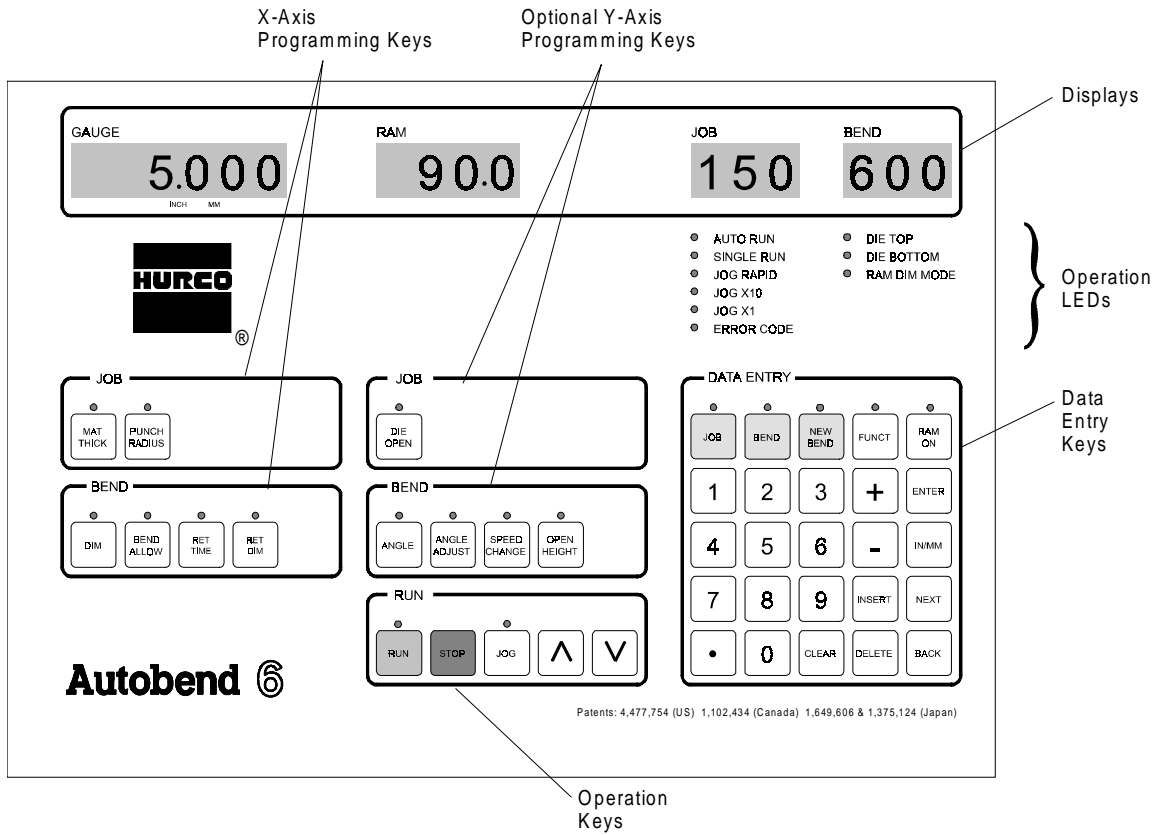 X-Axis
Programming Keys
Optional Y-Axis
Programming Keys
Displays
GAUGE
RAM
JOB
BEND
5.000
90.0
150
600
INCH MM
AUTO RUN
SINGLE RUN
JOG RAPID
JOG X10
JOG X1
ERROR CODE
DIE TOP
DIE BOTTOM
RAM DIM MODE
Operation
LEDs
HURCO
®
JOB
MAT
THICK
PUNCH
RADIUS
JOB
DIE
OPEN
DATA ENTRY
JOB
BEND
NEW
BEND
FUNCT
RAM
ON
Data
Entry
Keys
BEND
DIM
BEND
ALLOW
RET
TIME
RET
DIM
BEND
ANGLE
ANGLE
ADJUST
SPEED
CHANGE
OPEN
HEIGHT
1 2 3 + ENTER
4 5 6 - IN/MM
7 8 9 INSERT NEXT
. 0 CLEAR DELETE BACK
RUN
RUN
STOP
JOG
Λ V
Autobend 6
Patents: 4,477,754 (US) 1,102,434 (Canada) 1,649,606 & 1,375,124 (Japan)
Operation
Keys